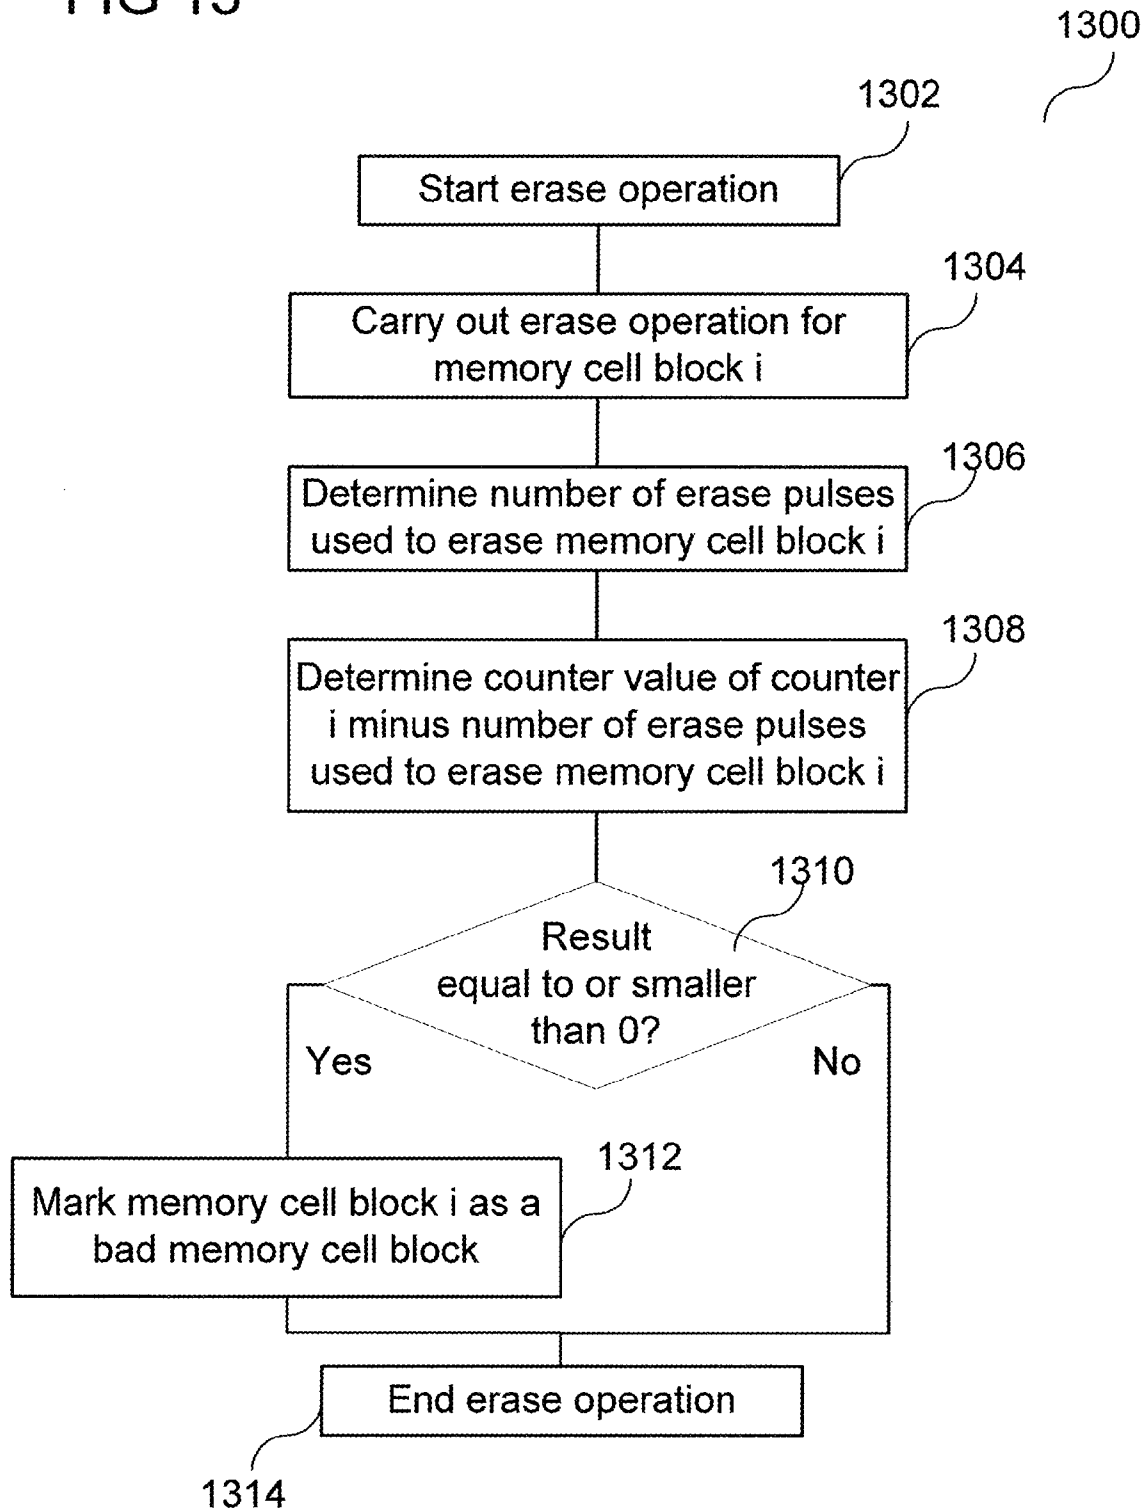 FIG 13
1300
1302
Start erase operation
1304
Carry out erase operation for
memory cell block i
1306
Determine number of erase pulses
used to erase memory cell block i
1308
Determine counter value of counter
i minus number of erase pulses
used to erase memory cell block i
1310
Result
equal to or smaller
than 0?
Yes
No
1312
Mark memory cell block i as a
bad memory cell block
End erase operation
1314